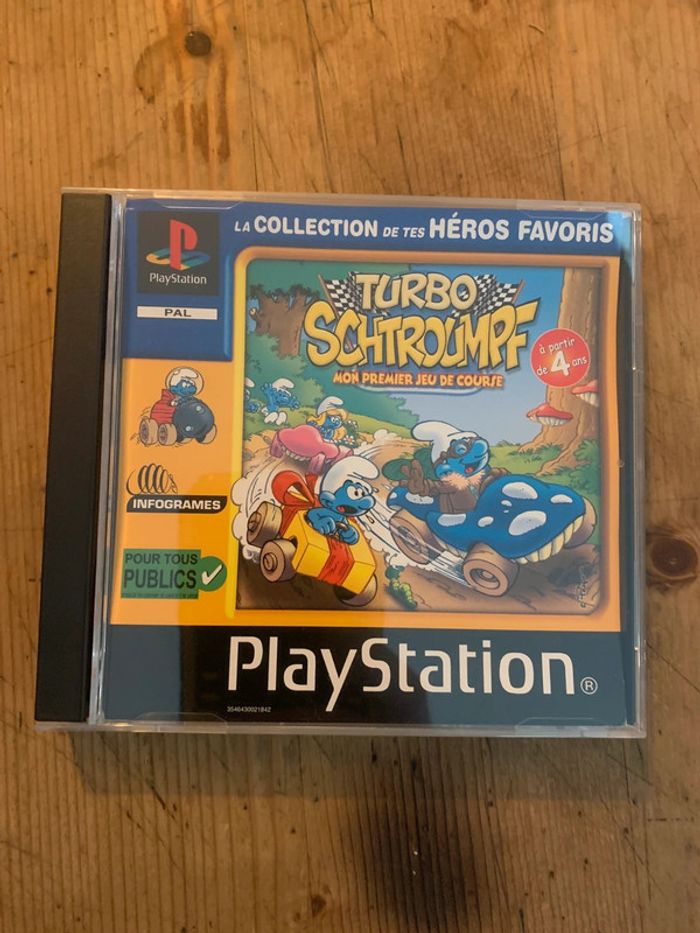 LA COLLECTION DE TES HÉROS FAVORIS
PlayStation
PAL
TURBO
SCHTROUMPF
MON PREMIER JEU DE COURSE
à partir
de 4 ans
INFOGRAMES
POUR TOUS
PUBLICS
PlayStation®
3546430021842